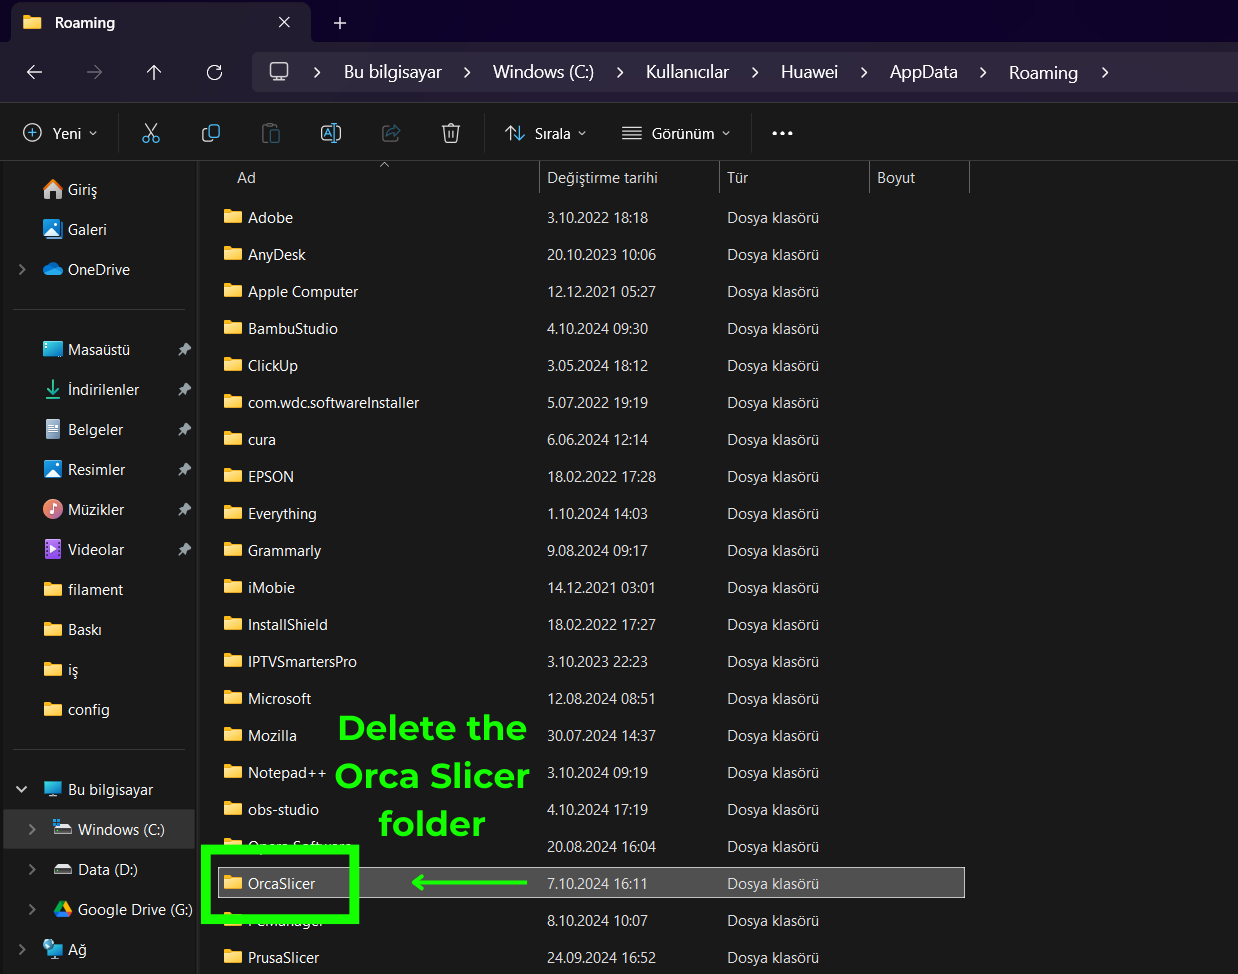 Roaming
Bu bilgisayar > Windows (C:) > Kullanıcılar > Huawei > AppData > Roaming >
Yeni Sırala Görünüm
Ad Değiştirme tarihi Tür Boyut
Giriş
Galeri
OneDrive
Masaüstü
İndirilenler
Belgeler
Resimler
Müzikler
Videolar
filament
Baskı
iş
config
Bu bilgisayar
Windows (C:)
Data (D:)
Google Drive (G:)
Ağ
Adobe 3.10.2022 18:18 Dosya klasörü
AnyDesk 20.10.2023 10:06 Dosya klasörü
Apple Computer 12.12.2021 05:27 Dosya klasörü
BambuStudio 4.10.2024 09:30 Dosya klasörü
ClickUp 3.05.2024 18:12 Dosya klasörü
com.wdc.softwareInstaller 5.07.2022 19:19 Dosya klasörü
cura 6.06.2024 12:14 Dosya klasörü
EPSON 18.02.2022 17:28 Dosya klasörü
Everything 1.10.2024 14:03 Dosya klasörü
Grammarly 9.08.2024 09:17 Dosya klasörü
iMobie 14.12.2021 03:01 Dosya klasörü
InstallShield 18.02.2022 17:27 Dosya klasörü
IPTVSmartersPro 3.10.2023 22:23 Dosya klasörü
Microsoft 12.08.2024 08:51 Dosya klasörü
Mozilla 30.07.2024 14:37 Dosya klasörü
Notepad++ 3.10.2024 09:19 Dosya klasörü
obs-studio 4.10.2024 17:19 Dosya klasörü
Opera Software 20.08.2024 16:04 Dosya klasörü
OrcaSlicer 7.10.2024 16:11 Dosya klasörü
PcManager 8.10.2024 10:07 Dosya klasörü
PrusaSlicer 24.09.2024 16:52 Dosya klasörü
Delete the
Orca Slicer
folder